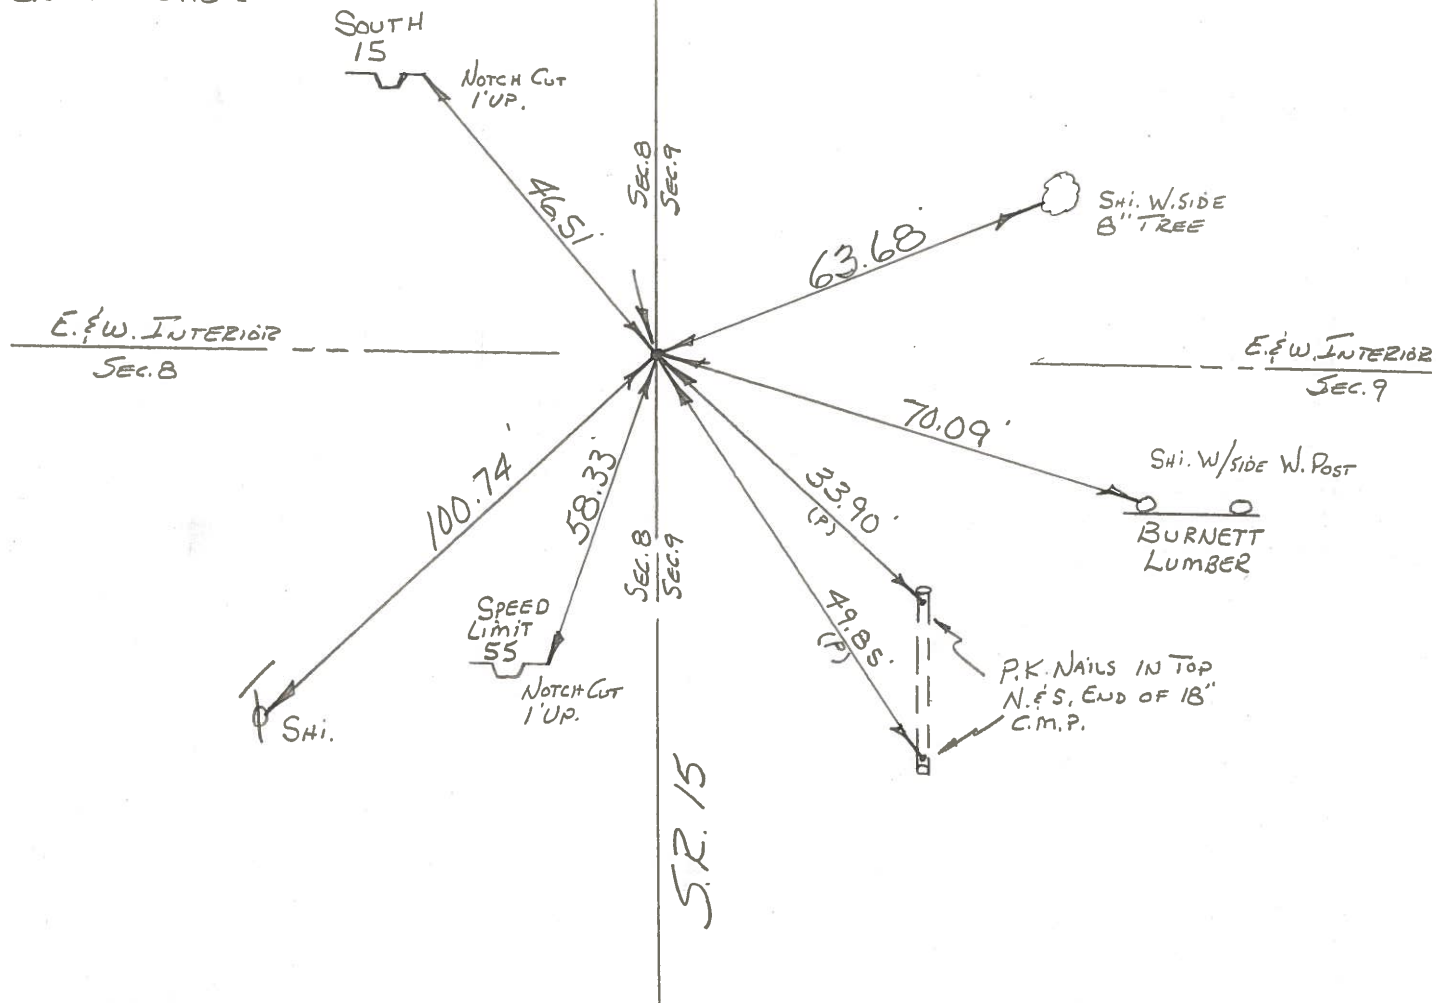 SOUTH
15
NOTCH CUT
1' UP.
SEC. 8
SEC. 9
46.51'
63.68'
SHI. W. SIDE
8" TREE
E. & W. INTERIOR
SEC. 8
E. & W. INTERIOR
SEC. 9
70.09'
SHI. W/SIDE W. POST
BURNETT
LUMBER
100.74'
58.33'
33.90'
(P)
49.85'
(P)
SEC. 8
SEC. 9
SPEED
LIMIT
55
NOTCH CUT
1' UP.
SHI.
P.K. NAILS IN TOP
N. & S. END OF 18"
C.M.P.
S.R. 15